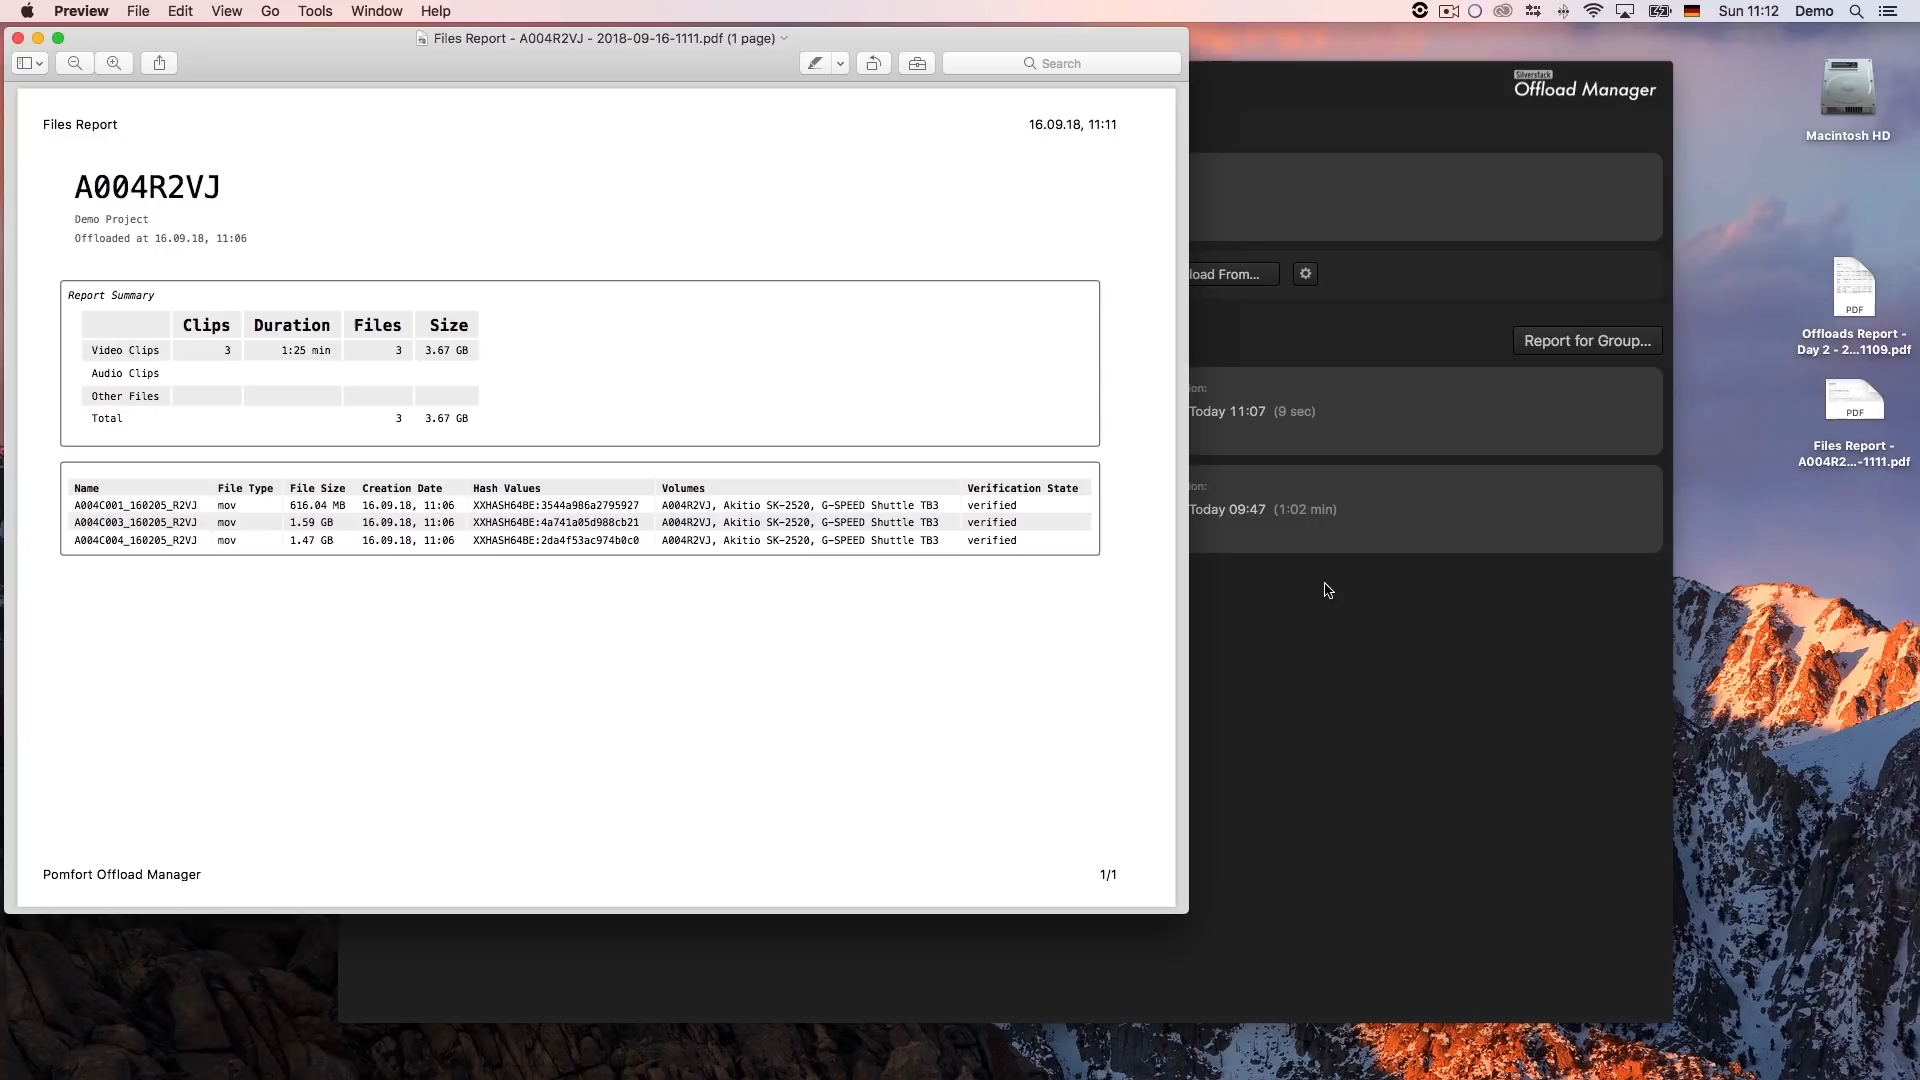 Preview File Edit View Go Tools Window Help
Sun 11:12 Demo
Files Report - A004R2VJ - 2018-09-16-1111.pdf (1 page)
Search
Files Report 16.09.18, 11:11
A004R2VJ
Demo Project
Offloaded at 16.09.18, 11:06
Report Summary
Clips Duration Files Size
Video Clips 3 1:25 min 3 3.67 GB
Audio Clips
Other Files
Total 3 3.67 GB
Name File Type File Size Creation Date Hash Values Volumes Verification State
A004C001_160205_R2VJ mov 616.04 MB 16.09.18, 11:06 XXHASH64BE:3544a986a2795927 A004R2VJ, Akitio SK-2520, G-SPEED Shuttle TB3 verified
A004C003_160205_R2VJ mov 1.59 GB 16.09.18, 11:06 XXHASH64BE:4a741a05d988cb21 A004R2VJ, Akitio SK-2520, G-SPEED Shuttle TB3 verified
A004C004_160205_R2VJ mov 1.47 GB 16.09.18, 11:06 XXHASH64BE:2da4f53ac974b0c0 A004R2VJ, Akitio SK-2520, G-SPEED Shuttle TB3 verified
Pomfort Offload Manager 1/1
Silverstack
Offload Manager
load From...
Report for Group...
ion:
Today 11:07 (9 sec)
ion:
Today 09:47 (1:02 min)
Macintosh HD
PDF
Offloads Report -
Day 2 - 2...1109.pdf
PDF
Files Report -
A004R2...-1111.pdf